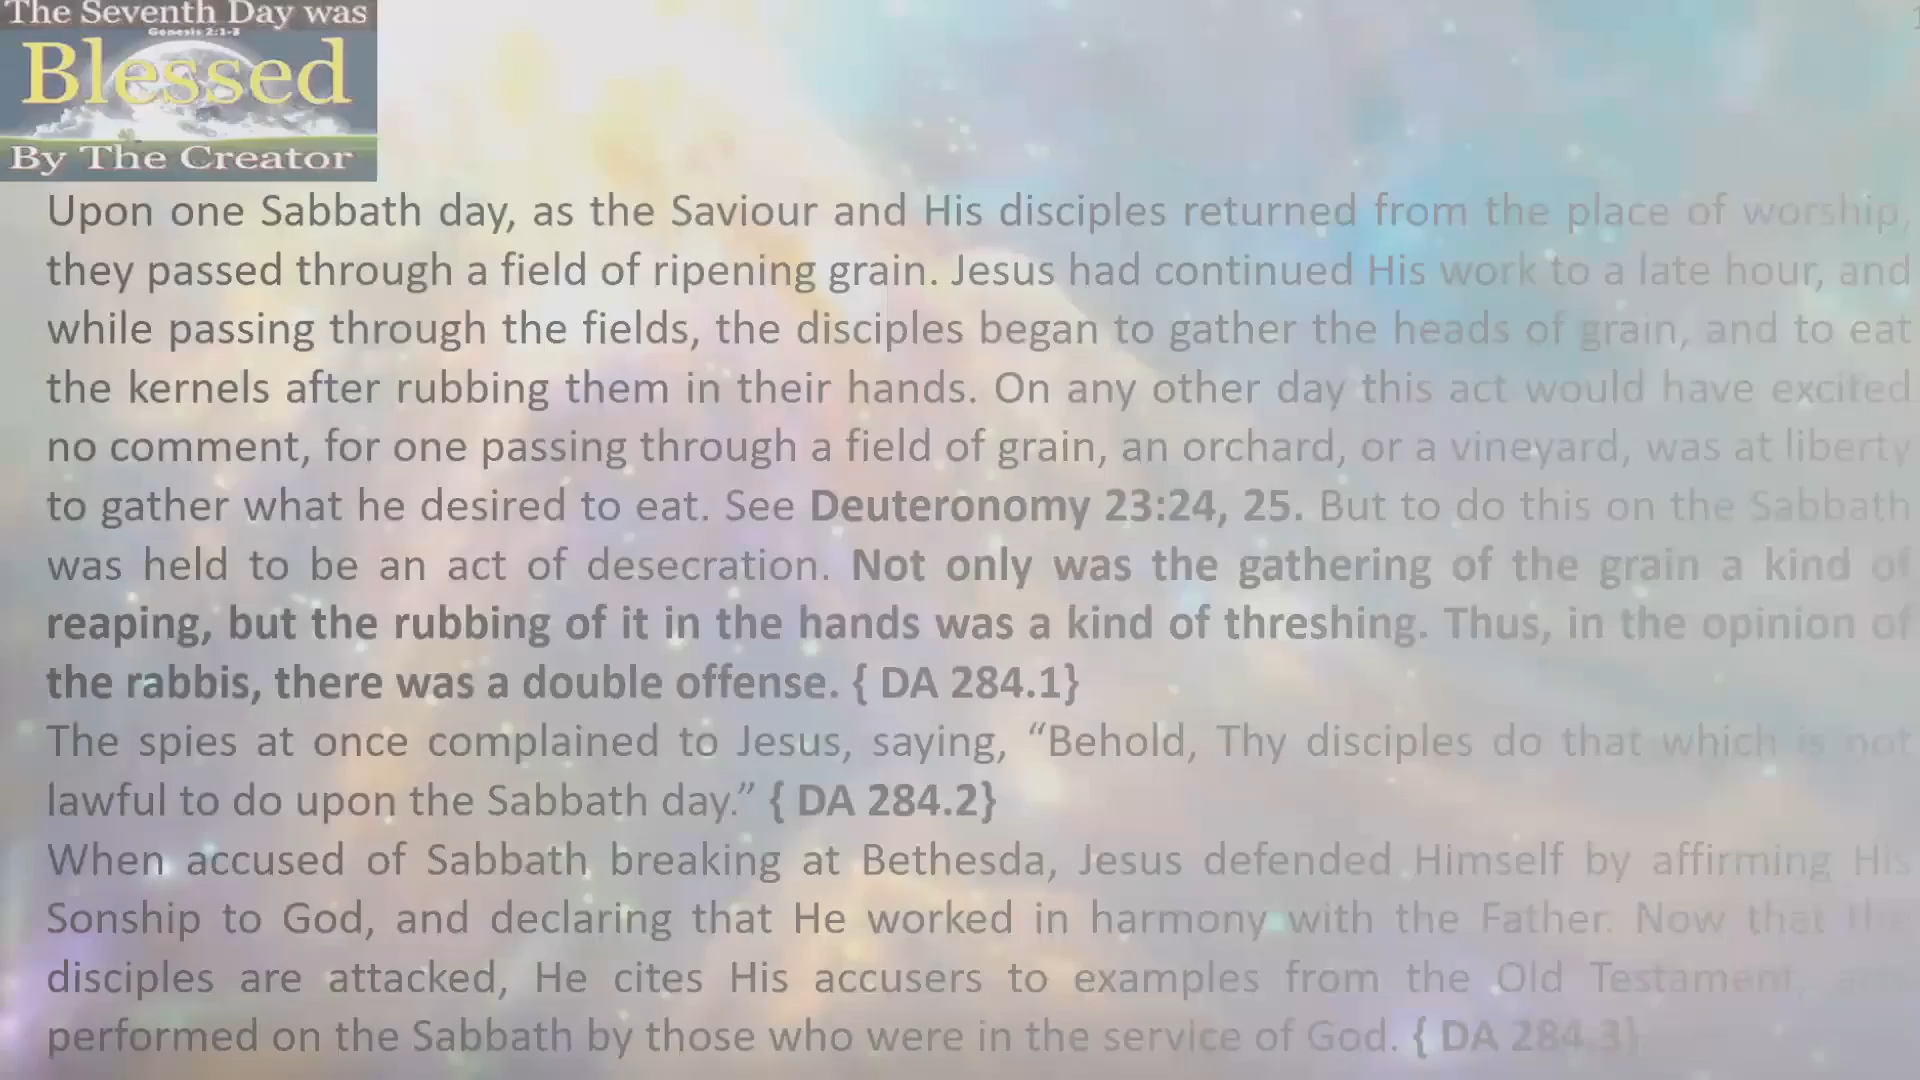 The Seventh Day was
Genesis 2:1-3
Blessed
By The Creator
Upon one Sabbath day, as the Saviour and His disciples returned from the place of worship,
they passed through a field of ripening grain. Jesus had continued His work to a late hour, and
while passing through the fields, the disciples began to gather the heads of grain, and to eat
the kernels after rubbing them in their hands. On any other day this act would have excited
no comment, for one passing through a field of grain, an orchard, or a vineyard, was at liberty
to gather what he desired to eat. See Deuteronomy 23:24, 25. But to do this on the Sabbath
was held to be an act of desecration. Not only was the gathering of the grain a kind of
reaping, but the rubbing of it in the hands was a kind of threshing. Thus, in the opinion of
the rabbis, there was a double offense. { DA 284.1}
The spies at once complained to Jesus, saying, “Behold, Thy disciples do that which is not
lawful to do upon the Sabbath day.” { DA 284.2}
When accused of Sabbath breaking at Bethesda, Jesus defended Himself by affirming His
Sonship to God, and declaring that He worked in harmony with the Father. Now that the
disciples are attacked, He cites His accusers to examples from the Old Testament, acts
performed on the Sabbath by those who were in the service of God. { DA 284.3}